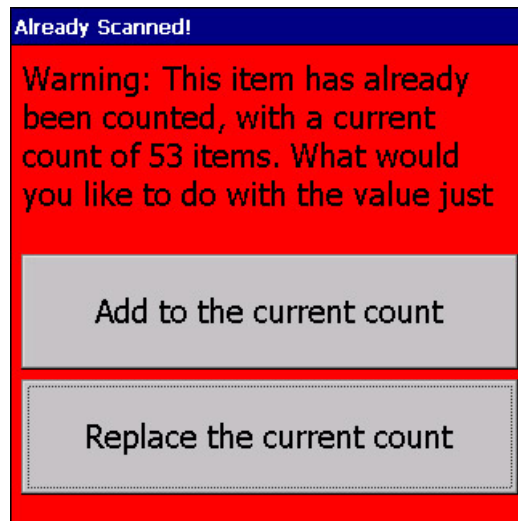 Already Scanned!
Warning: This item has already
been counted, with a current
count of 53 items. What would
you like to do with the value just
Add to the current count
Replace the current count